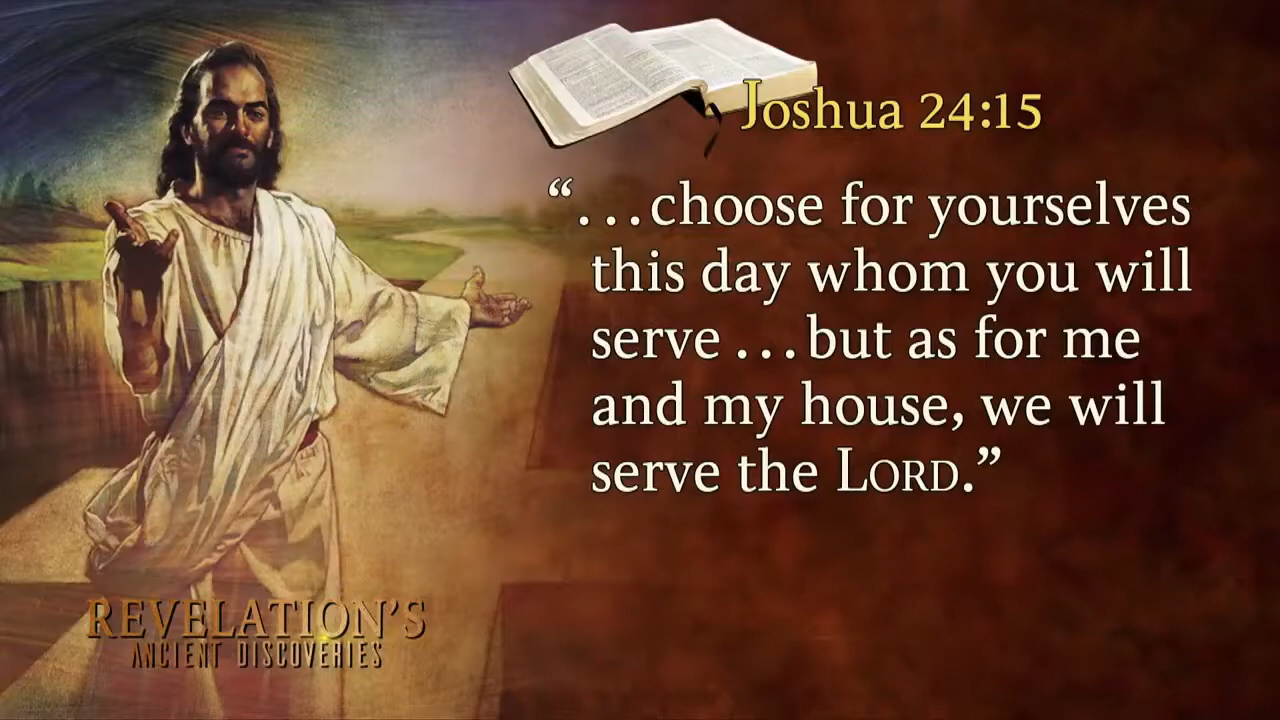 Joshua 24:15
“...choose for yourselves
this day whom you will
serve...but as for me
and my house, we will
serve the LORD.”
REVELATION’S
ANCIENT DISCOVERIES